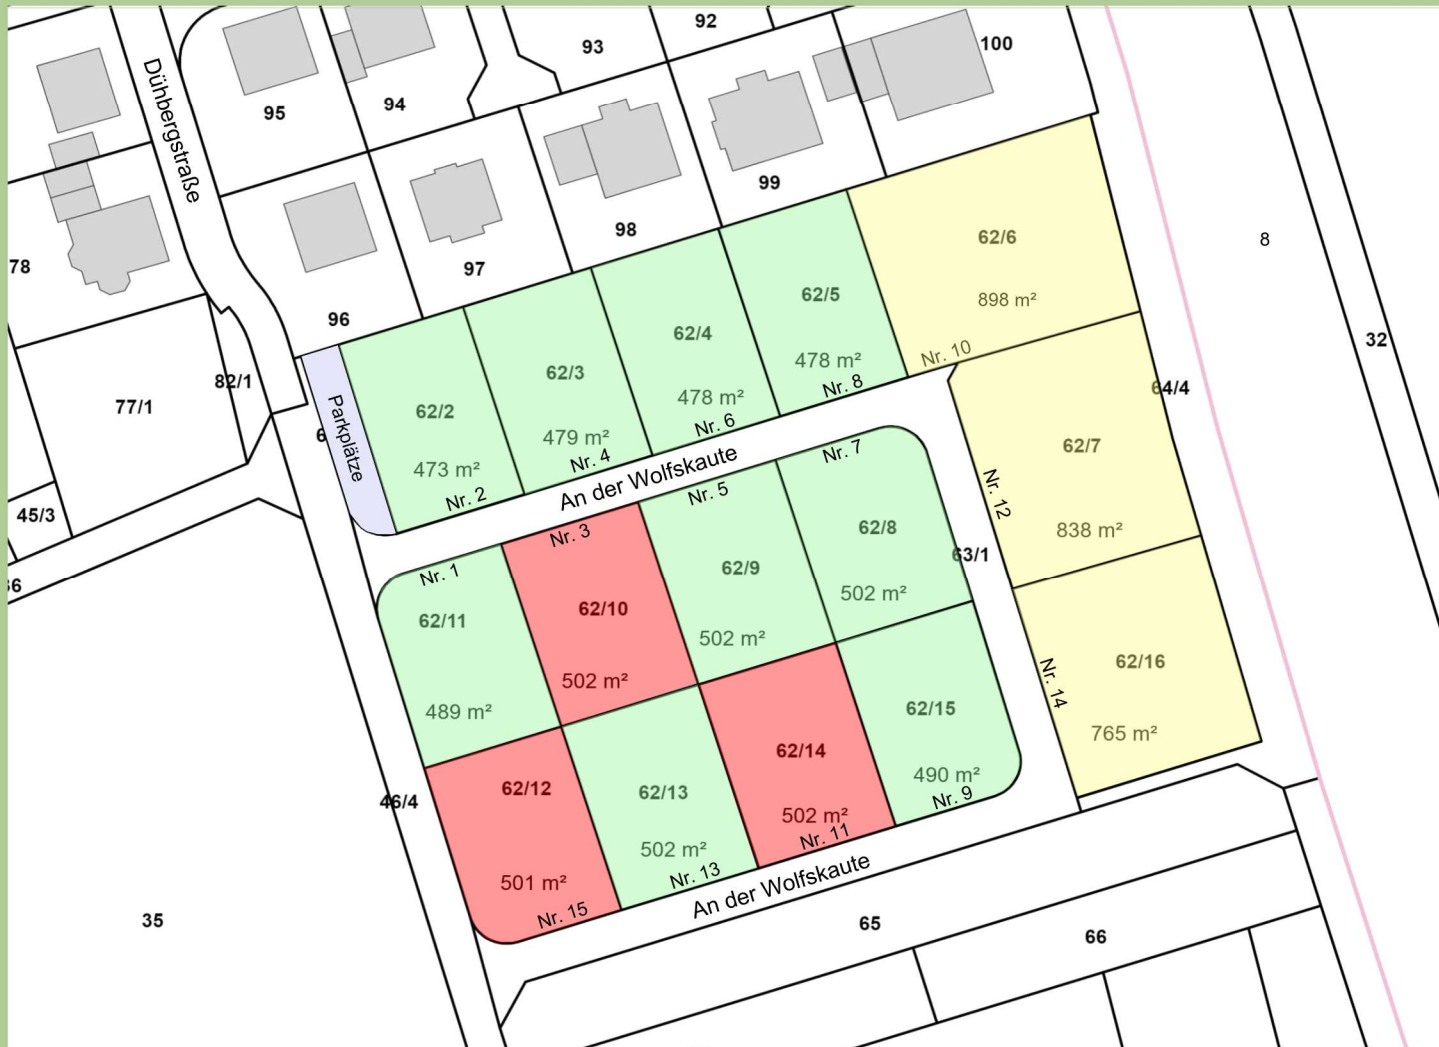 92
93
100
95
94
Dühbergstraße
99
98
97
78
96
8
32
62/6
898 m²
Nr. 10
62/5
478 m²
Nr. 8
62/4
478 m²
Nr. 6
62/3
479 m²
Nr. 4
62/2
473 m²
Nr. 2
Parkplätze
82/1
77/1
64/4
45/3
An der Wolfskaute
62/7
838 m²
Nr. 12
63/1
Nr. 7
62/8
502 m²
Nr. 5
62/9
502 m²
Nr. 3
62/10
502 m²
Nr. 1
62/11
489 m²
62/16
765 m²
Nr. 14
62/15
490 m²
Nr. 9
62/14
502 m²
Nr. 11
62/13
502 m²
Nr. 13
62/12
501 m²
Nr. 15
46/4
An der Wolfskaute
35
65
66